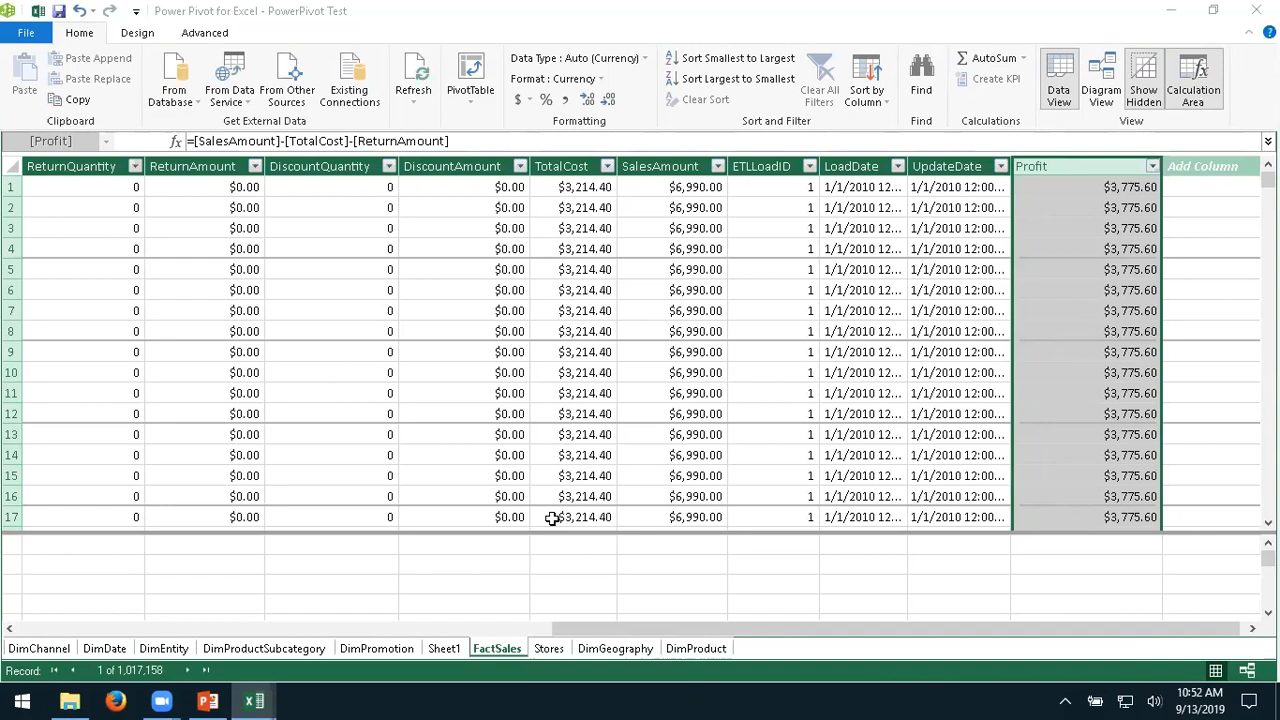 Power Pivot for Excel - PowerPivot Test
File Home Design Advanced
Paste
Paste Append
Paste Replace
Copy
Clipboard
From Database
From Data Service
From Other Sources
Existing Connections
Get External Data
Refresh
PivotTable
Data Type : Auto (Currency)
Format : Currency
$ % ,
Formatting
Sort Smallest to Largest
Sort Largest to Smallest
Clear Sort
Clear All Filters
Sort by Column
Sort and Filter
Find
Find
AutoSum
Create KPI
Calculations
Data View
Diagram View
Show Hidden
Calculation Area
View
[Profit] fx =[SalesAmount]-[TotalCost]-[ReturnAmount]
ReturnQuantity ReturnAmount DiscountQuantity DiscountAmount TotalCost SalesAmount ETLLoadID LoadDate UpdateDate Profit Add Column
1 0 $0.00 0 $0.00 $3,214.40 $6,990.00 1 1/1/2010 12... 1/1/2010 12:00... $3,775.60
2 0 $0.00 0 $0.00 $3,214.40 $6,990.00 1 1/1/2010 12... 1/1/2010 12:00... $3,775.60
3 0 $0.00 0 $0.00 $3,214.40 $6,990.00 1 1/1/2010 12... 1/1/2010 12:00... $3,775.60
4 0 $0.00 0 $0.00 $3,214.40 $6,990.00 1 1/1/2010 12... 1/1/2010 12:00... $3,775.60
5 0 $0.00 0 $0.00 $3,214.40 $6,990.00 1 1/1/2010 12... 1/1/2010 12:00... $3,775.60
6 0 $0.00 0 $0.00 $3,214.40 $6,990.00 1 1/1/2010 12... 1/1/2010 12:00... $3,775.60
7 0 $0.00 0 $0.00 $3,214.40 $6,990.00 1 1/1/2010 12... 1/1/2010 12:00... $3,775.60
8 0 $0.00 0 $0.00 $3,214.40 $6,990.00 1 1/1/2010 12... 1/1/2010 12:00... $3,775.60
9 0 $0.00 0 $0.00 $3,214.40 $6,990.00 1 1/1/2010 12... 1/1/2010 12:00... $3,775.60
10 0 $0.00 0 $0.00 $3,214.40 $6,990.00 1 1/1/2010 12... 1/1/2010 12:00... $3,775.60
11 0 $0.00 0 $0.00 $3,214.40 $6,990.00 1 1/1/2010 12... 1/1/2010 12:00... $3,775.60
12 0 $0.00 0 $0.00 $3,214.40 $6,990.00 1 1/1/2010 12... 1/1/2010 12:00... $3,775.60
13 0 $0.00 0 $0.00 $3,214.40 $6,990.00 1 1/1/2010 12... 1/1/2010 12:00... $3,775.60
14 0 $0.00 0 $0.00 $3,214.40 $6,990.00 1 1/1/2010 12... 1/1/2010 12:00... $3,775.60
15 0 $0.00 0 $0.00 $3,214.40 $6,990.00 1 1/1/2010 12... 1/1/2010 12:00... $3,775.60
16 0 $0.00 0 $0.00 $3,214.40 $6,990.00 1 1/1/2010 12... 1/1/2010 12:00... $3,775.60
17 0 $0.00 0 $0.00 $3,214.40 $6,990.00 1 1/1/2010 12... 1/1/2010 12:00... $3,775.60
DimChannel DimDate DimEntity DimProductSubcategory DimPromotion Sheet1 FactSales Stores DimGeography DimProduct
Record: 1 of 1,017,158
10:52 AM
9/13/2019